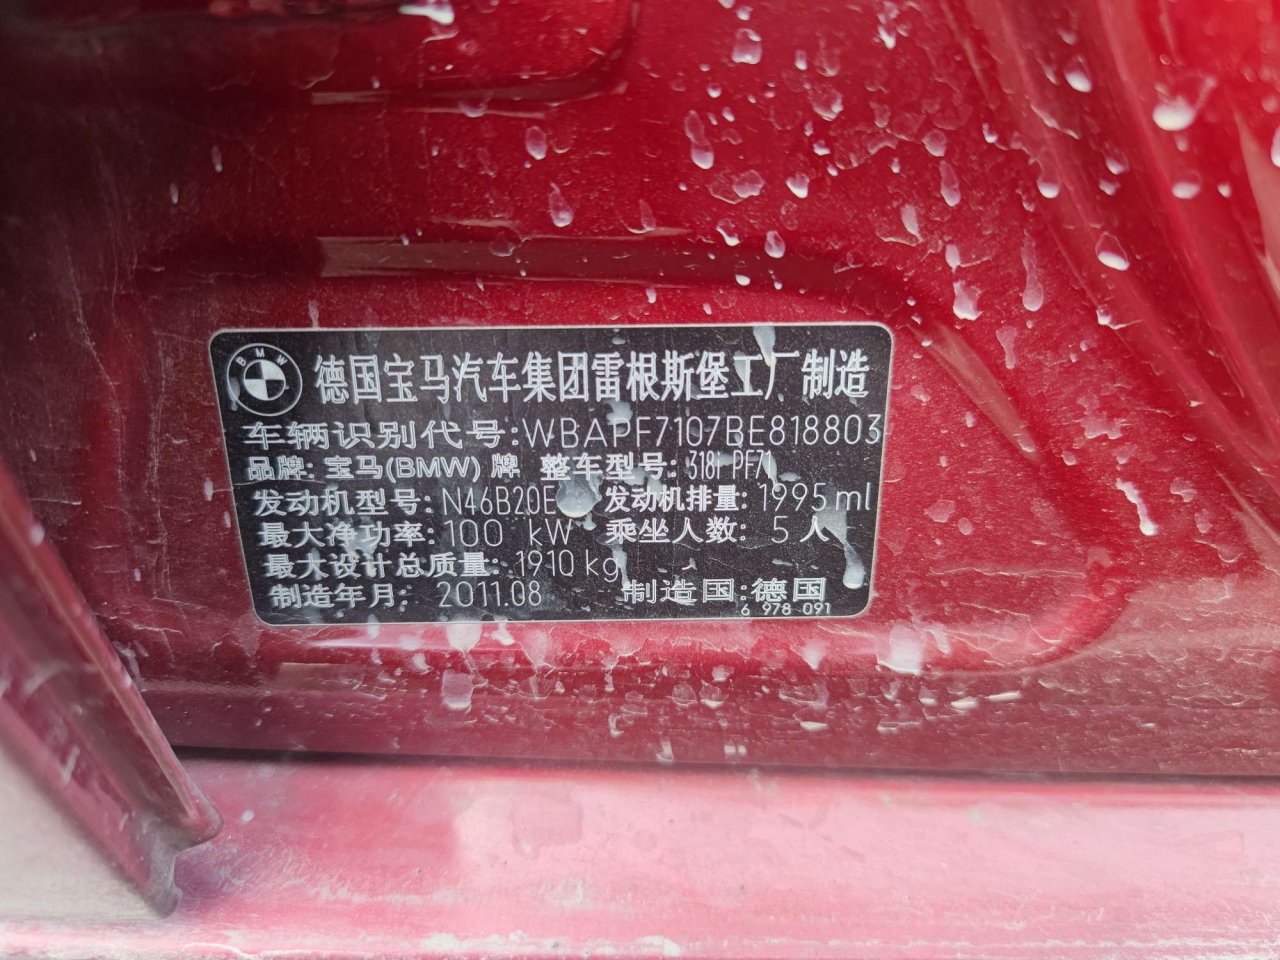 BMW
德国宝马汽车集团雷根斯堡工厂制造
车辆识别代号:WBAPF7107BE818803
品牌: 宝马(BMW) 牌 整车型号: 318i PF71
发动机型号: N46B20E 发动机排量: 1995 ml
最大净功率: 100 kW 乘坐人数: 5 人
最大设计总质量: 1910 kg
制造年月: 2011.08 制造国: 德国
6 978 091